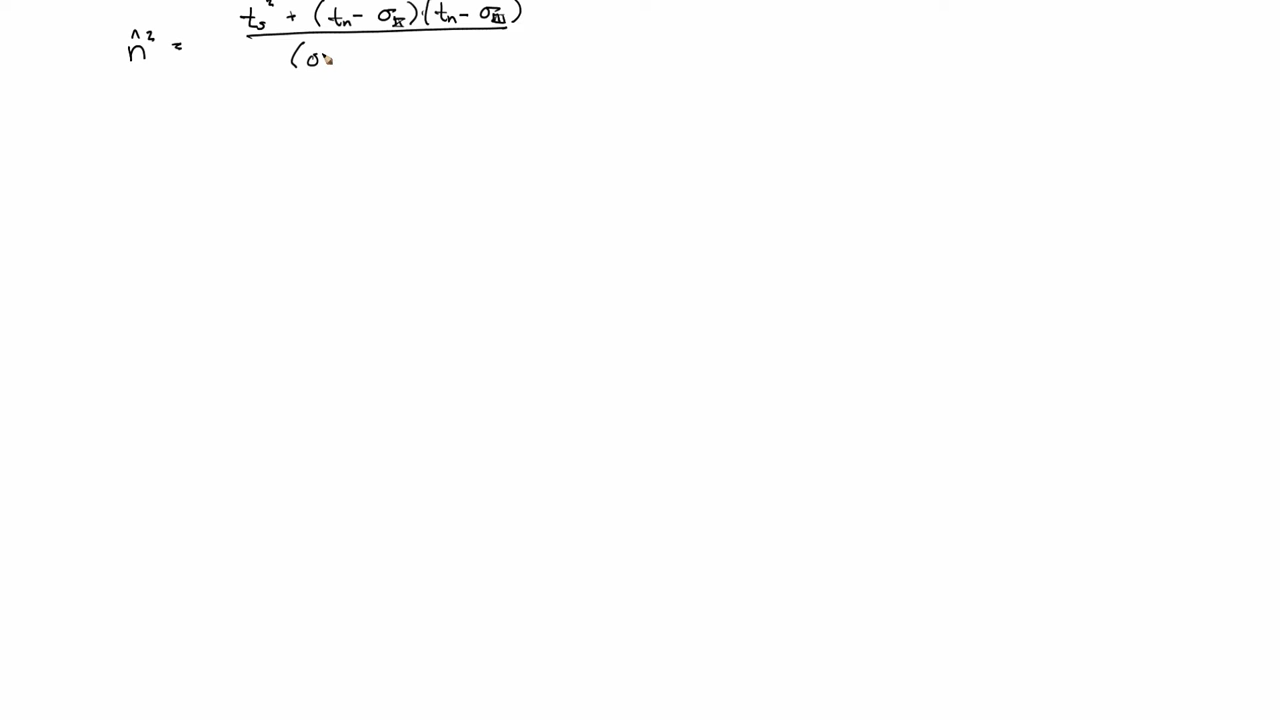 n̂² = (t_s² + (t_n - σ_II)·(t_n - σ_III)) / (σ